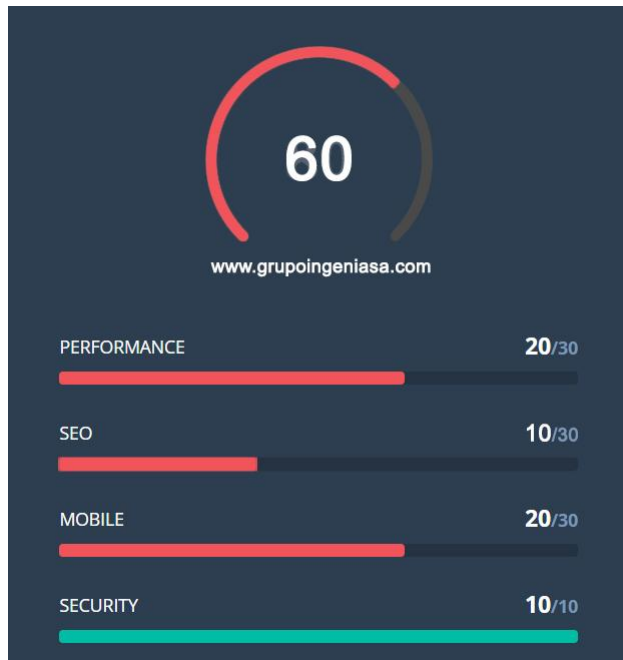 60
www.grupoingeniasa.com
PERFORMANCE 20/30
SEO 10/30
MOBILE 20/30
SECURITY 10/10